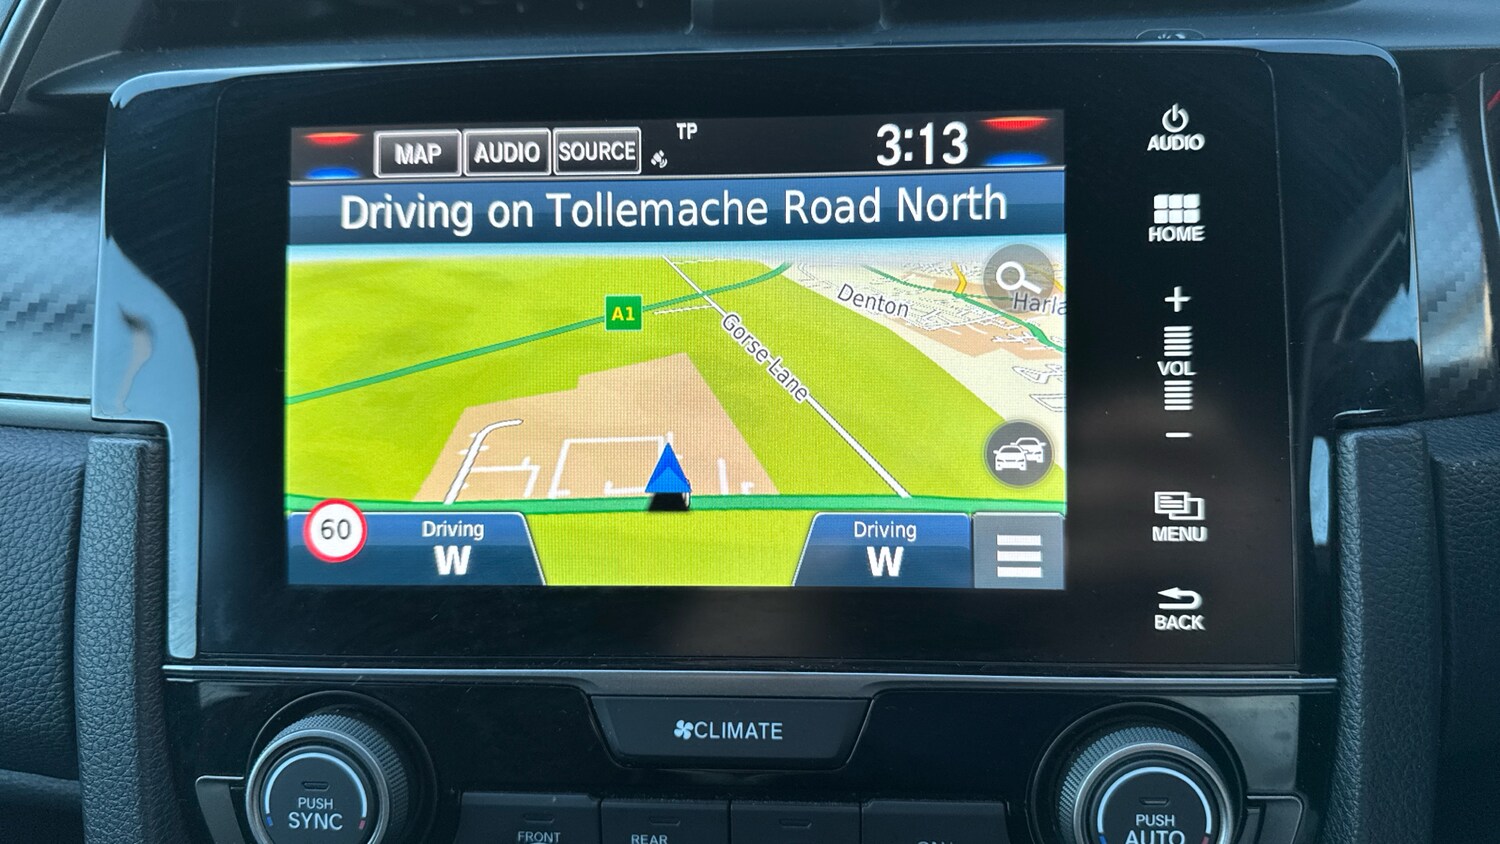 MAP AUDIO SOURCE TP 3:13
AUDIO
Driving on Tollemache Road North
HOME
A1
Denton
Harla
Gorse Lane
+
VOL
-
60
Driving
W
Driving
W
MENU
BACK
CLIMATE
PUSH
SYNC
FRONT
REAR
PUSH
AUTO